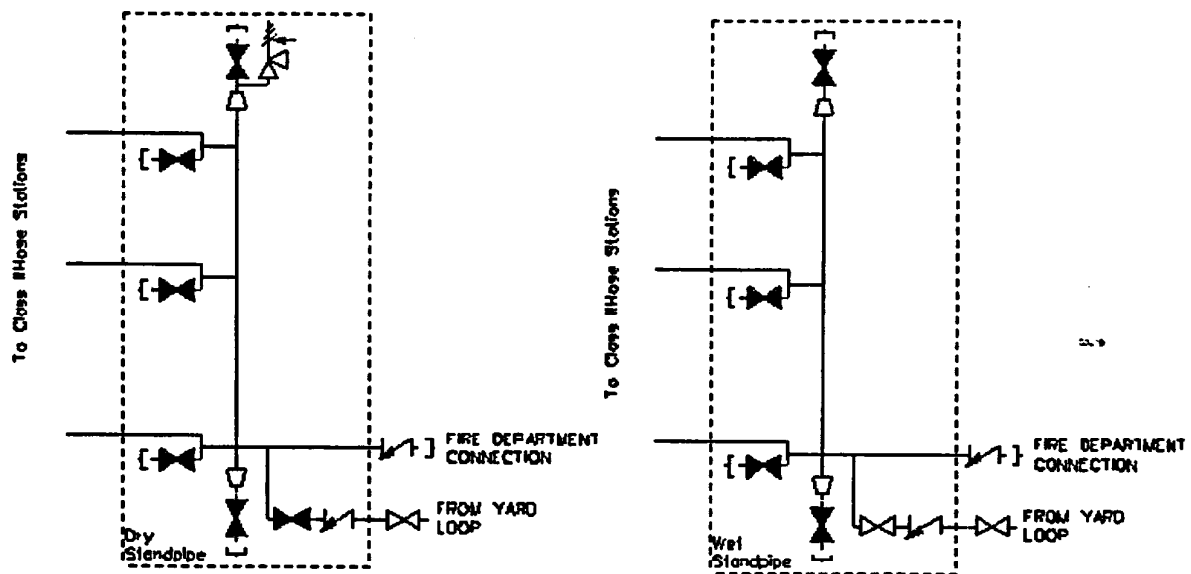 To Class II Hose Stations
FIRE DEPARTMENT
CONNECTION
FROM YARD
LOOP
Dry
Standpipe
To Class II Hose Stations
FIRE DEPARTMENT
CONNECTION
FROM YARD
LOOP
Wet
Standpipe